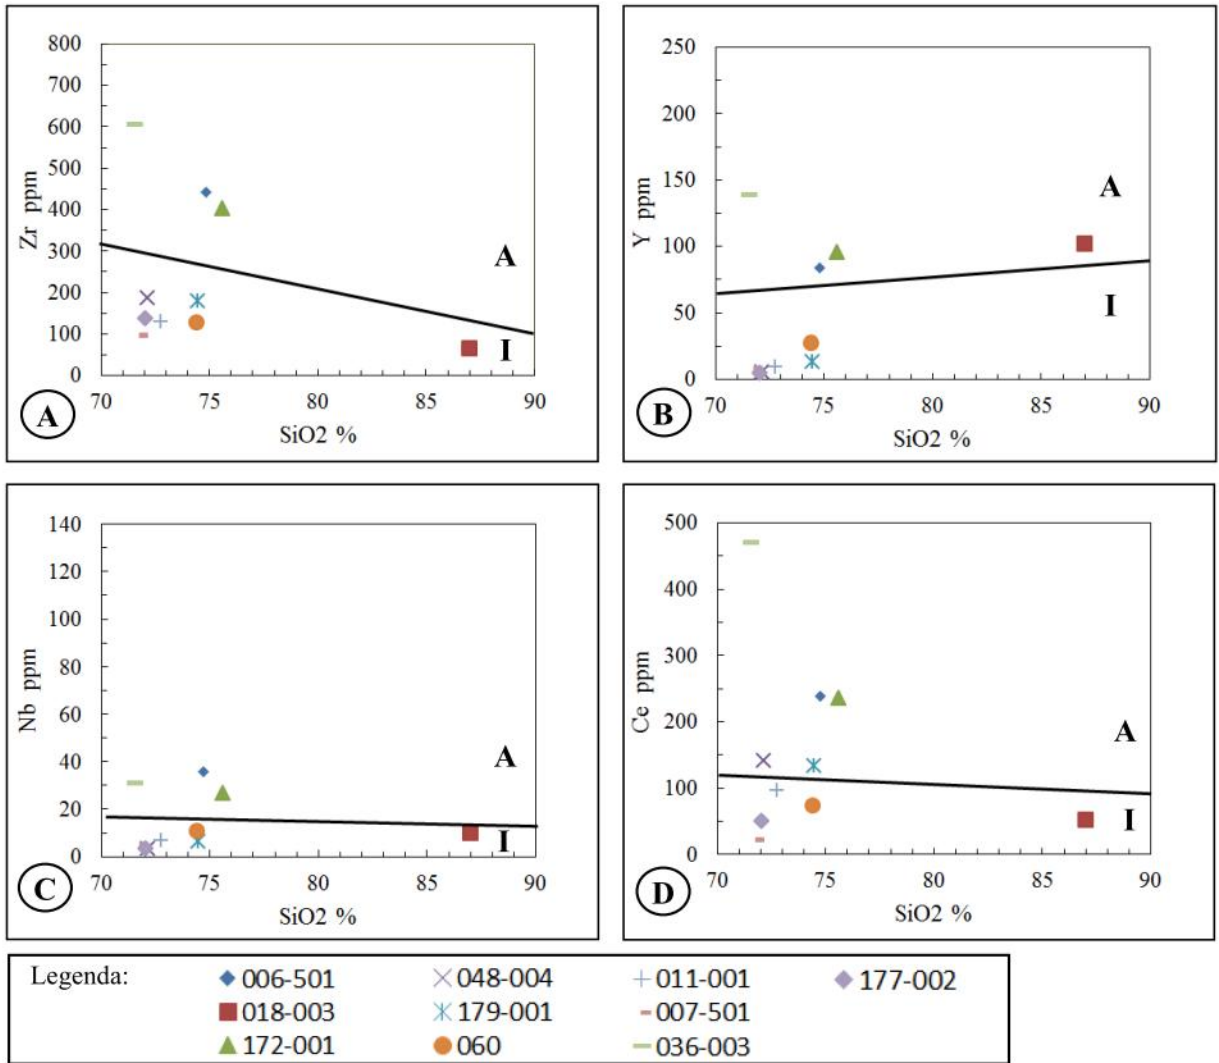 800
700
600
500
400
300
200
100
0
70 75 80 85 90
Zr ppm
SiO2 %
A
I
A
250
200
150
100
50
0
70 75 80 85 90
Y ppm
SiO2 %
A
I
B
140
120
100
80
60
40
20
0
70 75 80 85 90
Nb ppm
SiO2 %
A
I
C
500
400
300
200
100
0
70 75 80 85 90
Ce ppm
SiO2 %
A
I
D
Legenda:
006-501 048-004 011-001 177-002
018-003 179-001 007-501
172-001 060 036-003